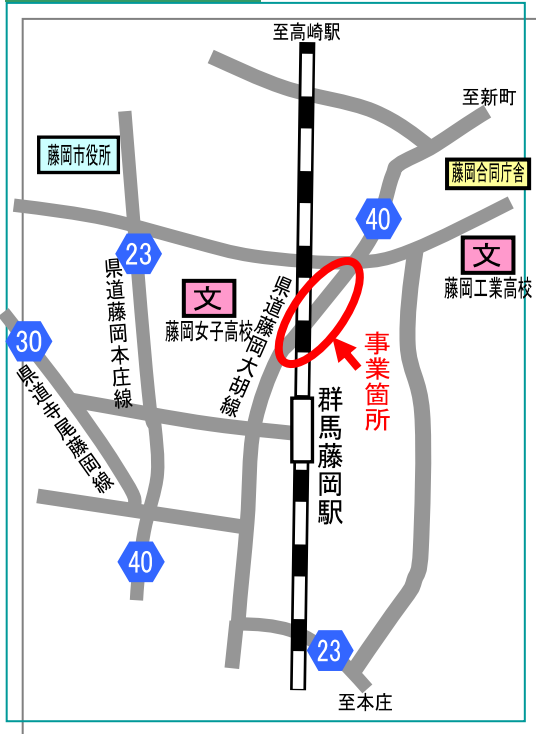 至高崎駅
至新町
藤岡市役所
藤岡合同庁舎
40
23
文
文
県道藤岡本庄線
藤岡女子高校
県道藤岡大胡線
藤岡工業高校
30
事業箇所
県道寺尾藤岡線
群馬藤岡駅
40
23
至本庄